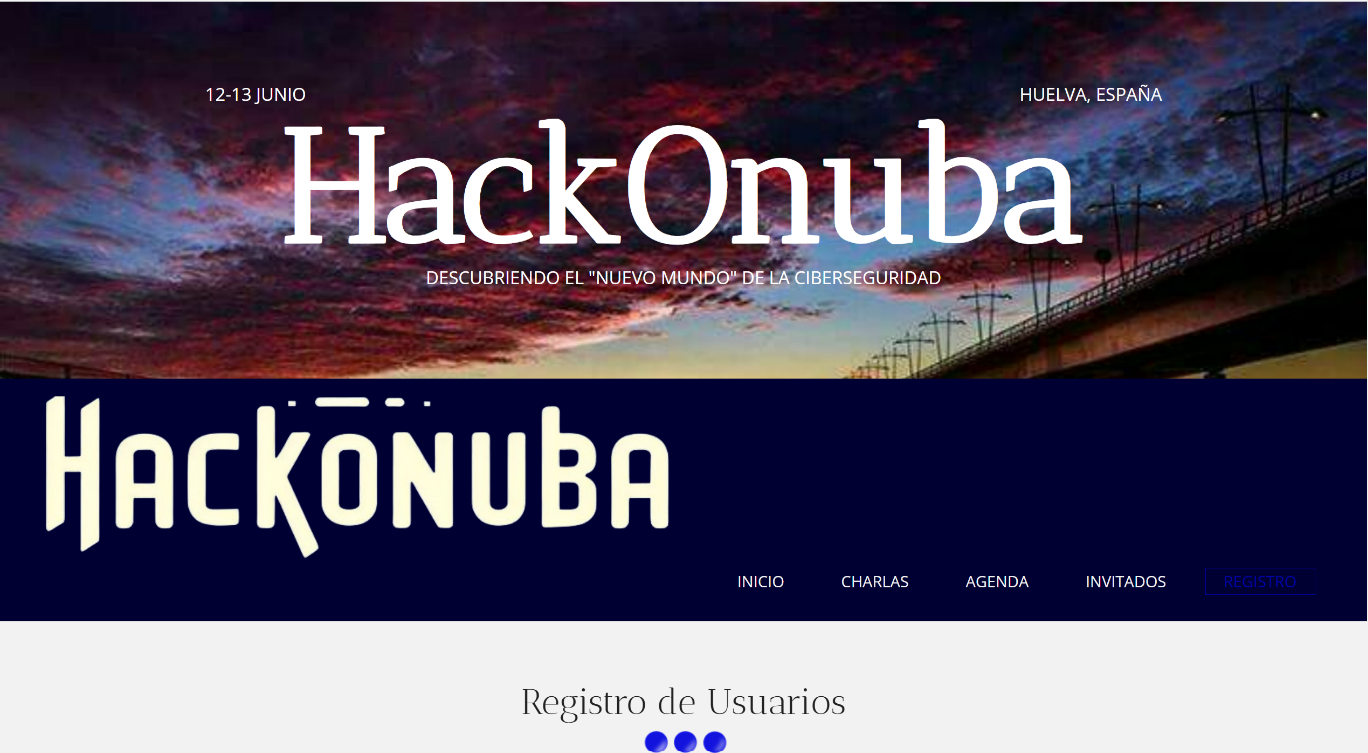 12-13 JUNIO
HUELVA, ESPAÑA
HackOnuba
DESCUBRIENDO EL "NUEVO MUNDO" DE LA CIBERSEGURIDAD
HACKONUBA
INICIO CHARLAS AGENDA INVITADOS REGISTRO
Registro de Usuarios